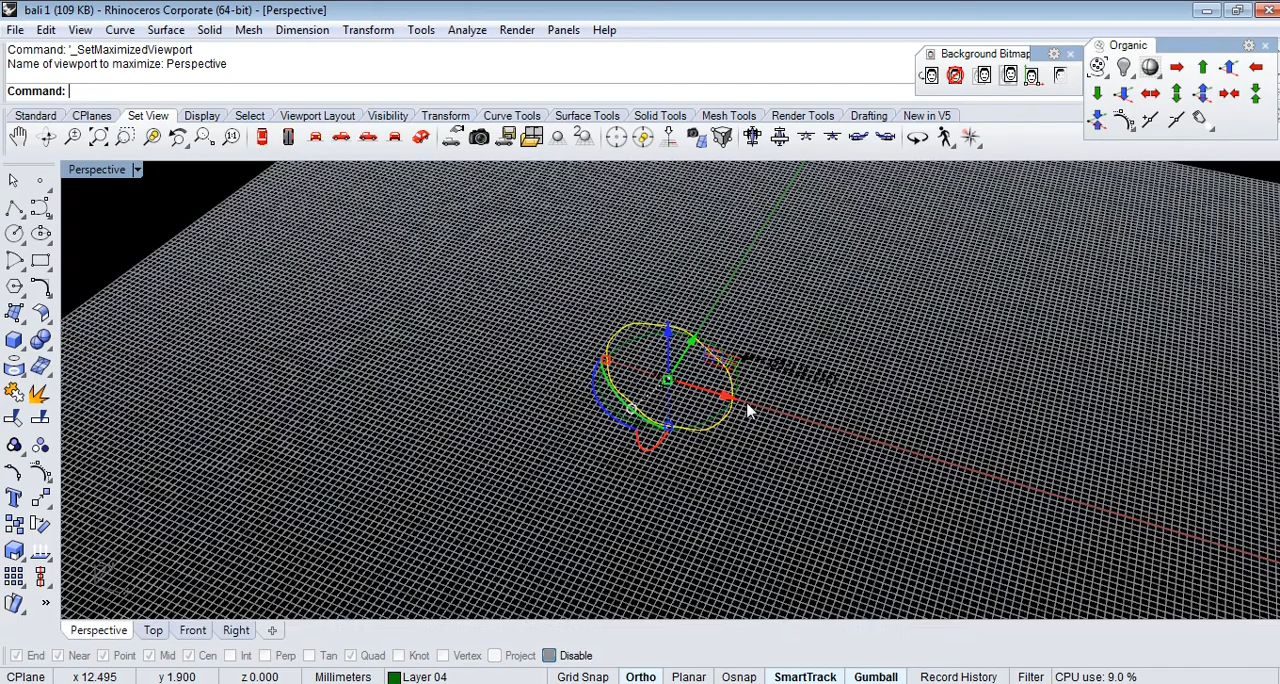 bali 1 (109 KB) - Rhinoceros Corporate (64-bit) - [Perspective]
File Edit View Curve Surface Solid Mesh Dimension Transform Tools Analyze Render Panels Help
Command: '_SetMaximizedViewport
Name of viewport to maximize: Perspective
Command:
Background Bitmap
Organic
Standard CPlanes Set View Display Select Viewport Layout Visibility Transform Curve Tools Surface Tools Solid Tools Mesh Tools Render Tools Drafting New in V5
Perspective
Perspective Top Front Right
End Near Point Mid Cen Int Perp Tan Quad Knot Vertex Project Disable
CPlane x 12.495 y 1.900 z 0.000 Millimeters Layer 04 Grid Snap Ortho Planar Osnap SmartTrack Gumball Record History Filter CPU use: 9.0 %